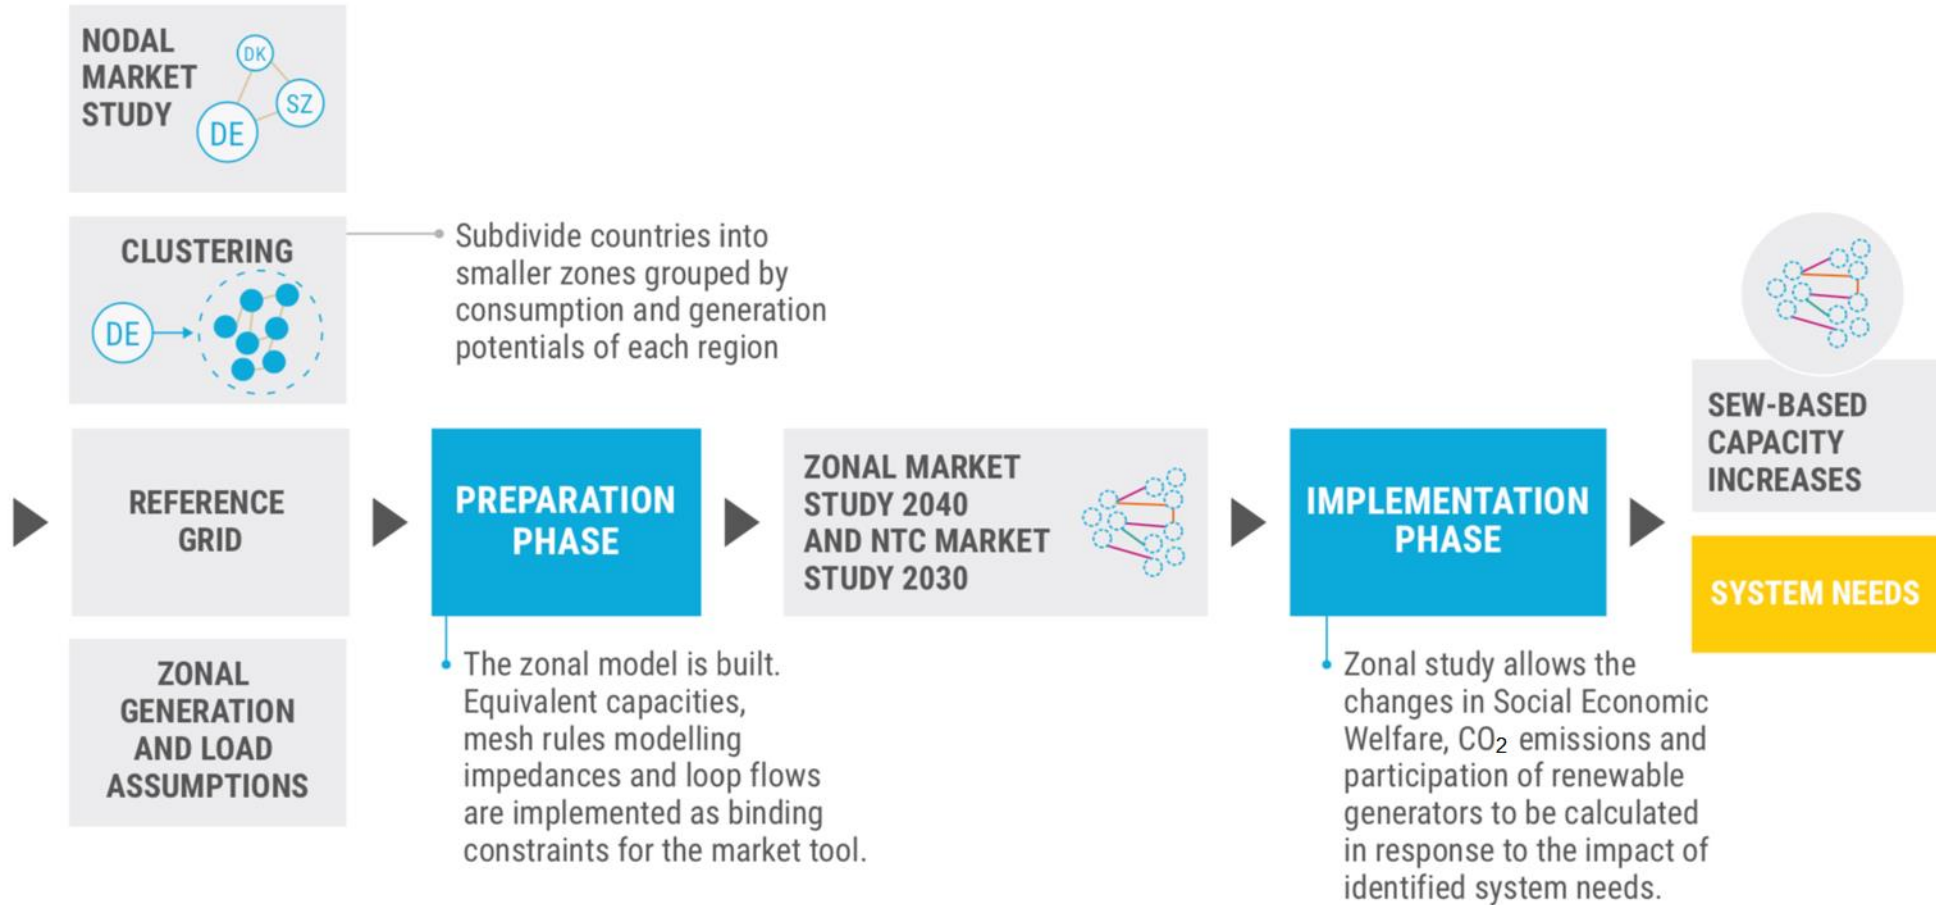 NODAL
MARKET
STUDY
DK
SZ
DE
CLUSTERING
DE
Subdivide countries into
smaller zones grouped by
consumption and generation
potentials of each region
REFERENCE
GRID
ZONAL
GENERATION
AND LOAD
ASSUMPTIONS
PREPARATION
PHASE
The zonal model is built.
Equivalent capacities,
mesh rules modelling
impedances and loop flows
are implemented as binding
constraints for the market tool.
ZONAL MARKET
STUDY 2040
AND NTC MARKET
STUDY 2030
IMPLEMENTATION
PHASE
Zonal study allows the
changes in Social Economic
Welfare, CO₂ emissions and
participation of renewable
generators to be calculated
in response to the impact of
identified system needs.
SEW-BASED
CAPACITY
INCREASES
SYSTEM NEEDS